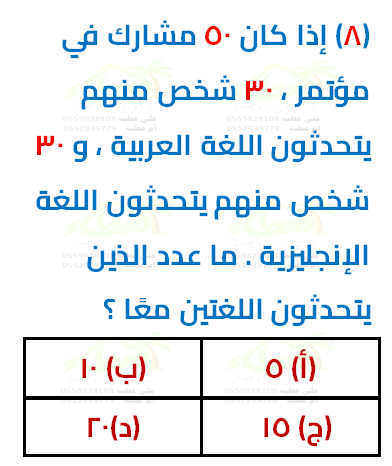 (٨) إذا كان ٥٠ مشارك في
مؤتمر ، ٣٠ شخص منهم
يتحدثون اللغة العربية ، و ٣٠
شخص منهم يتحدثون اللغة
الإنجليزية . ما عدد الذين
يتحدثون اللغتين معًا ؟
(أ) ٥ (ب) ١٠
(ج) ١٥ (د) ٢٠